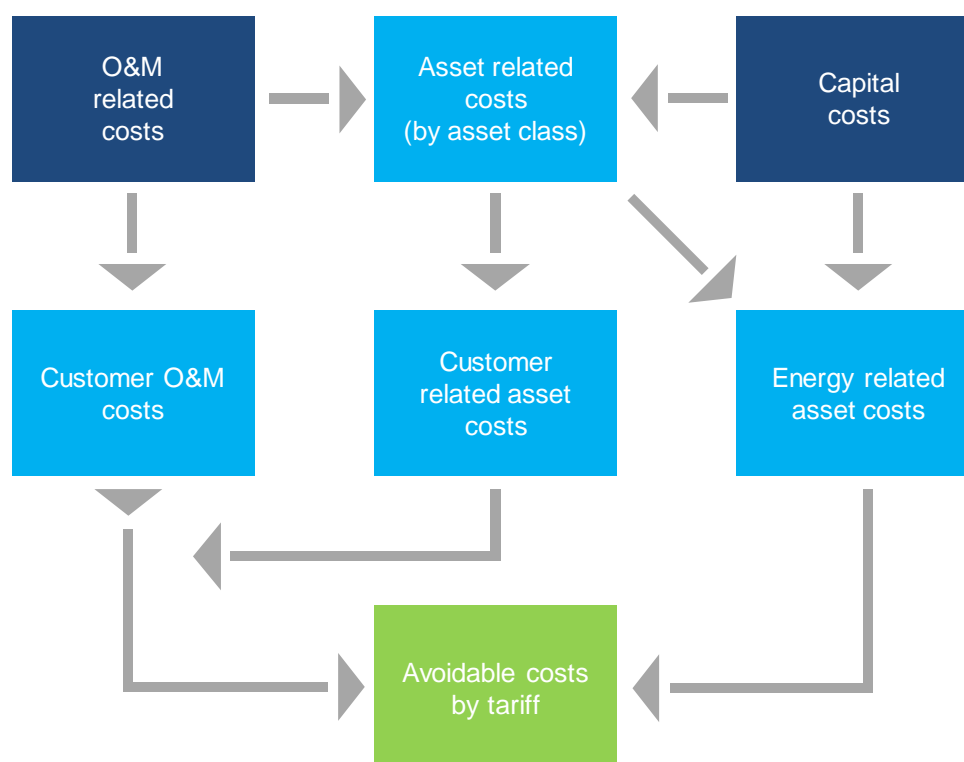 O&M
related
costs
Asset related
costs
(by asset class)
Capital
costs
Customer O&M
costs
Customer
related asset
costs
Energy related
asset costs
Avoidable costs
by tariff